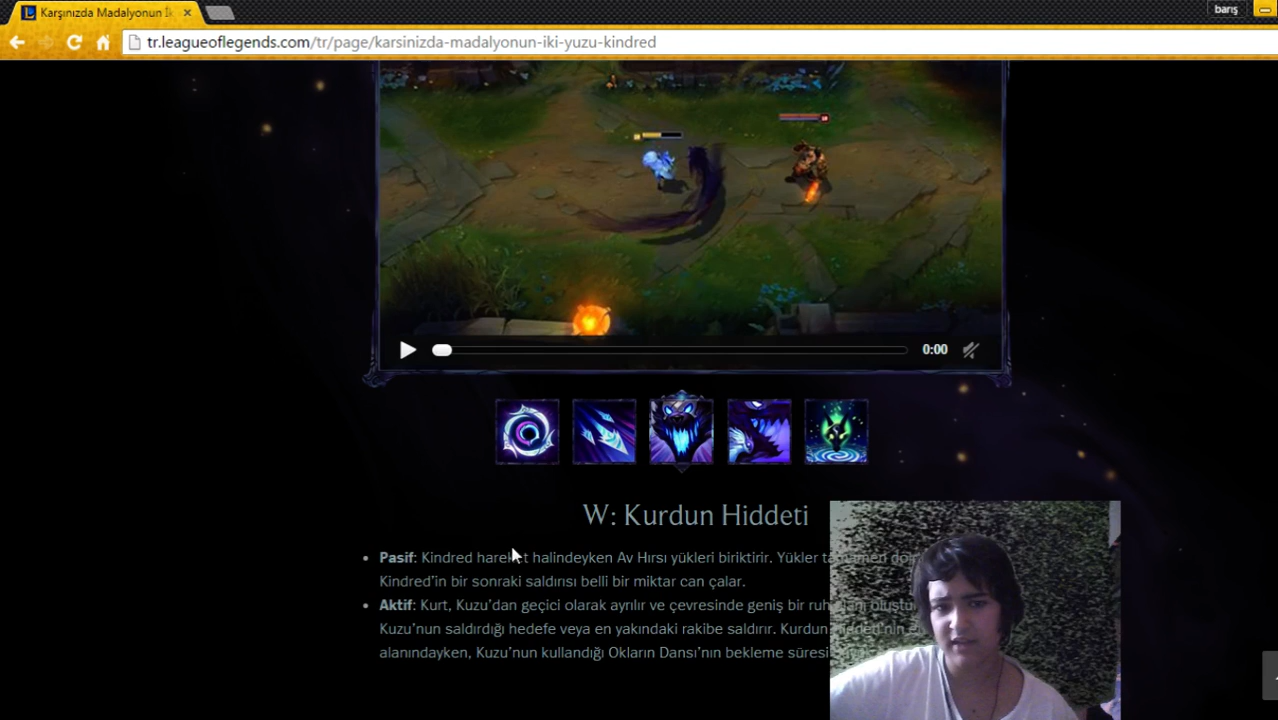 Karşınızda Madalyonun İk
barış
tr.leagueoflegends.com/tr/page/karsinizda-madalyonun-iki-yuzu-kindred
0:00
W: Kurdun Hiddeti
Pasif: Kindred hareket halindeyken Av Hırsı yükleri biriktirir. Yükler
Kindred'in bir sonraki saldırısı belli bir miktar can çalar.
Aktif: Kurt, Kuzu'dan geçici olarak ayrılır ve çevresinde geniş bir ruh
Kuzu'nun saldırdığı hedefe veya en yakındaki rakibe saldırır. Kurdun
alanındayken, Kuzu'nun kullandığı Okların Dansı'nın bekleme süresi